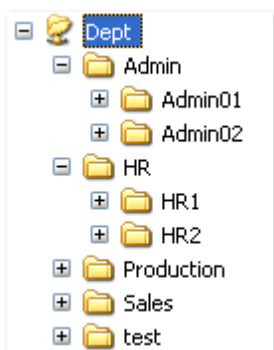 Dept
Admin
Admin01
Admin02
HR
HR1
HR2
Production
Sales
test